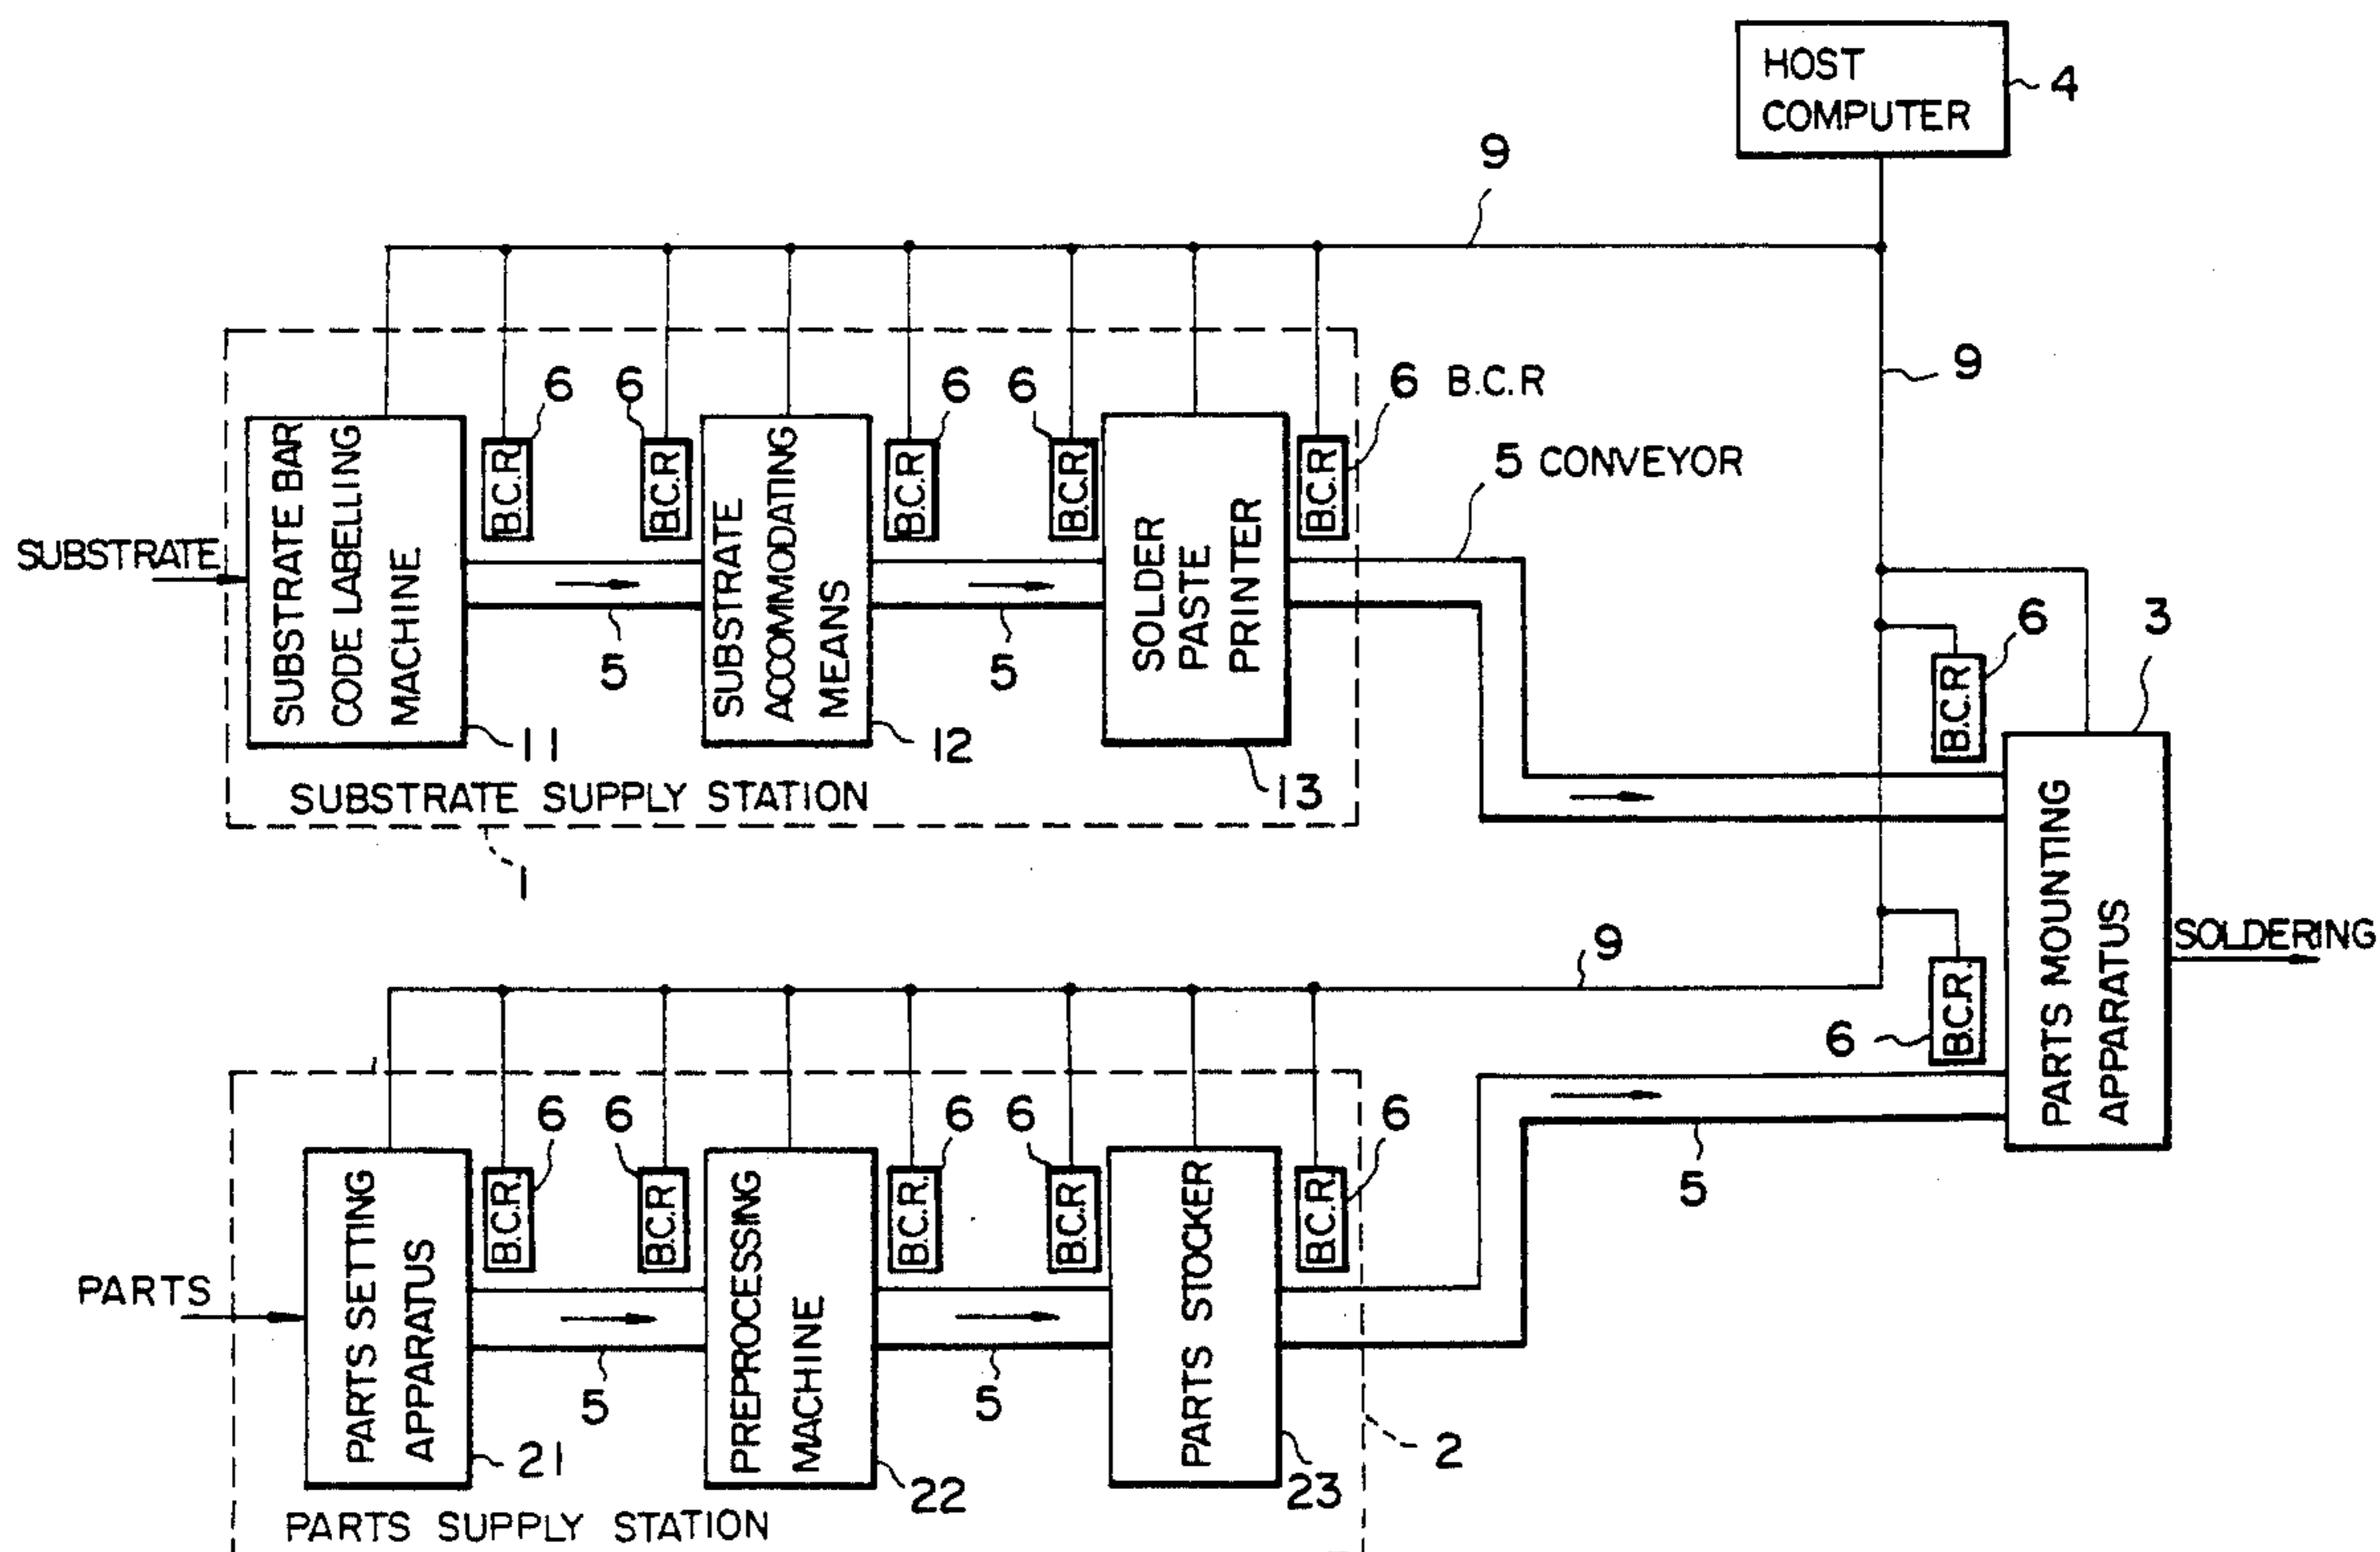 HOST
COMPUTER
4
9
9
6
6
6
6
6 B.C.R
5 CONVEYOR
SUBSTRATE
SUBSTRATE BAR
CODE LABELLING
MACHINE
B.C.R
B.C.R
SUBSTRATE
ACCOMMODATING
MEANS
B.C.R
B.C.R
SOLDER
PASTE
PRINTER
B.C.R
5
5
11
12
13
SUBSTRATE SUPPLY STATION
1
6
3
B.C.R
PARTS MOUNTING
APPARATUS
SOLDERING
9
6
B.C.R.
6
6
6
6
6
5
PARTS
PARTS SETTING
APPARATUS
B.C.R.
B.C.R
PREPROCESSING
MACHINE
B.C.R.
B.C.R
PARTS STOCKER
B.C.R.
5
5
21
22
23
2
PARTS SUPPLY STATION